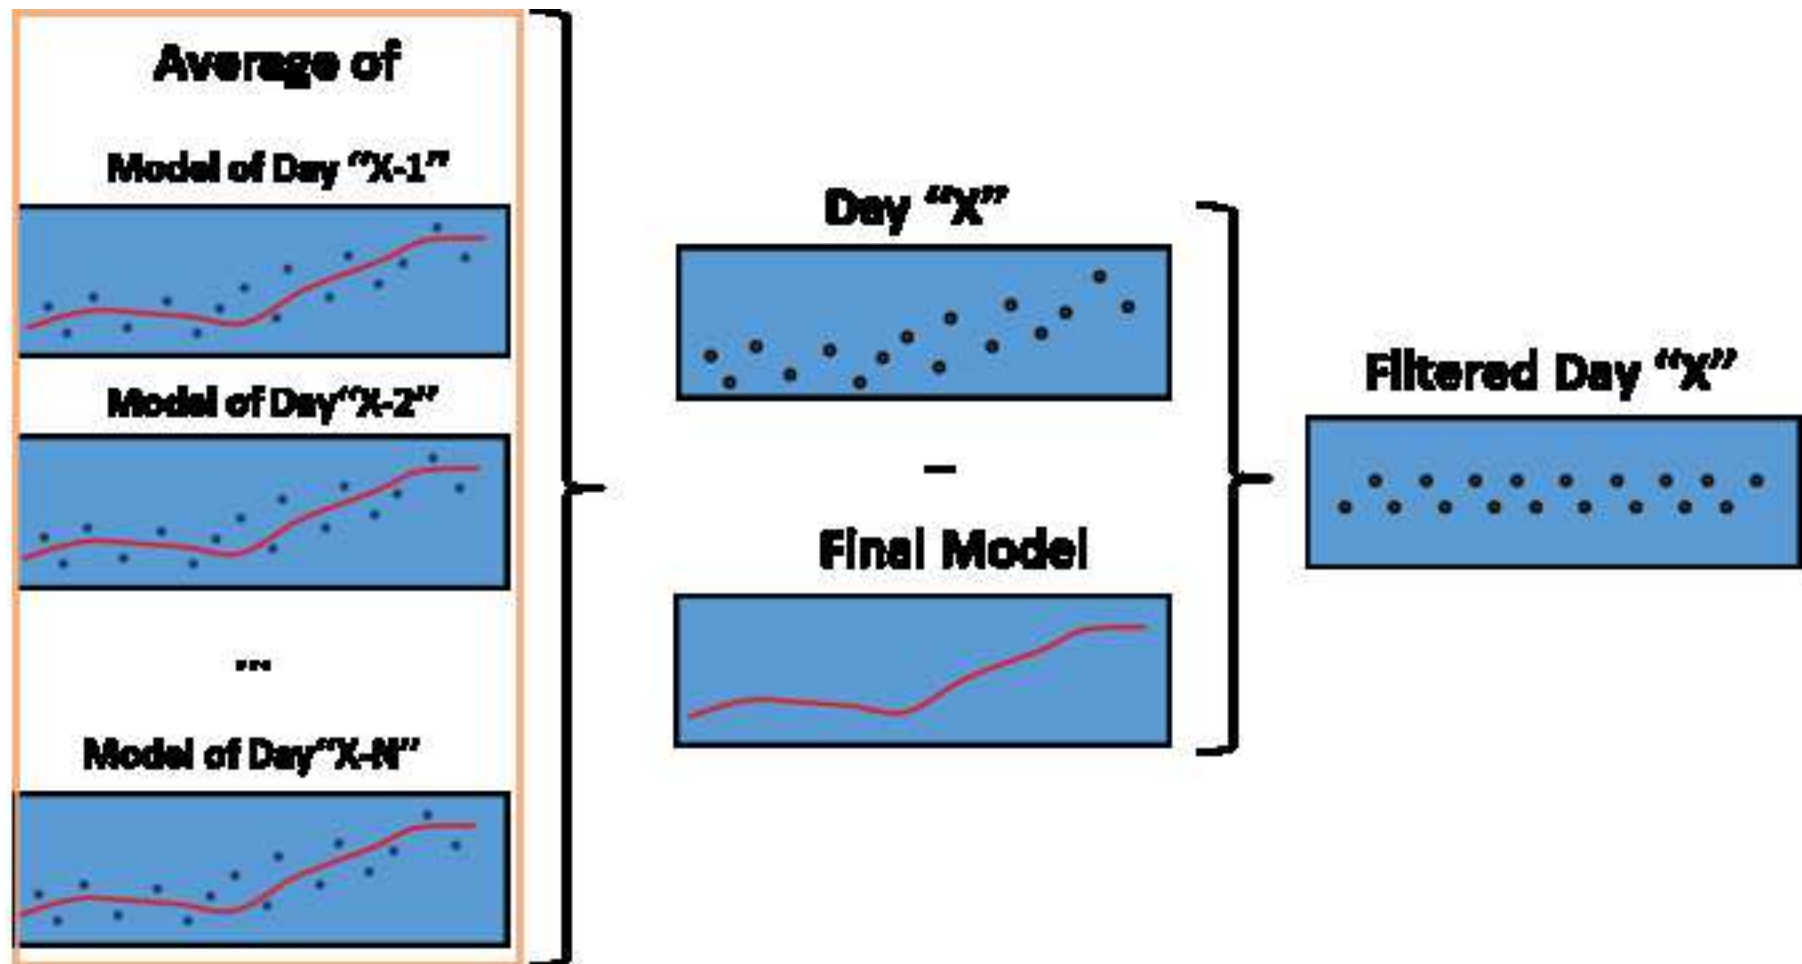 Average of
Model of Day “X-1”
Model of Day“X-2”
...
Model of Day“X-N”
Day “X”
–
Final Model
Filtered Day “X”